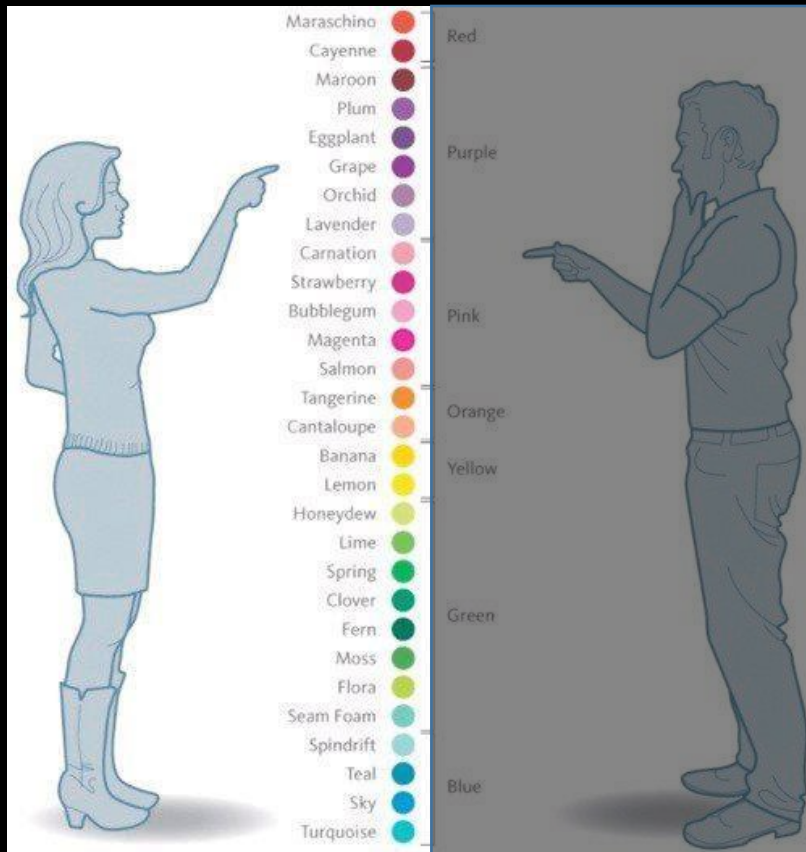 Maraschino
Cayenne
Maroon
Plum
Eggplant
Grape
Orchid
Lavender
Carnation
Strawberry
Bubblegum
Magenta
Salmon
Tangerine
Cantaloupe
Banana
Lemon
Honeydew
Lime
Spring
Clover
Fern
Moss
Flora
Seam Foam
Spindrift
Teal
Sky
Turquoise
Red
Purple
Pink
Orange
Yellow
Green
Blue